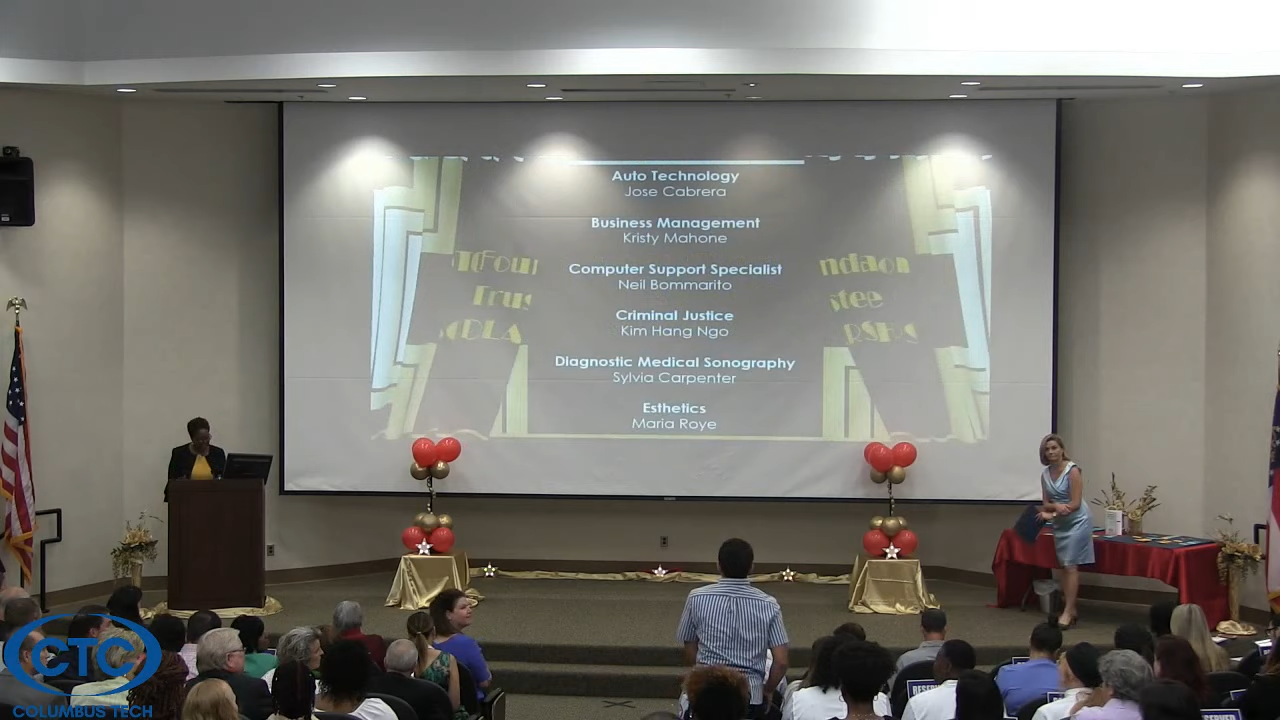 Auto Technology
Jose Cabrera
Business Management
Kristy Mahone
Computer Support Specialist
Neil Bommarito
Criminal Justice
Kim Hang Ngo
Diagnostic Medical Sonography
Sylvia Carpenter
Esthetics
Maria Roye
CTC
COLUMBUS TECH